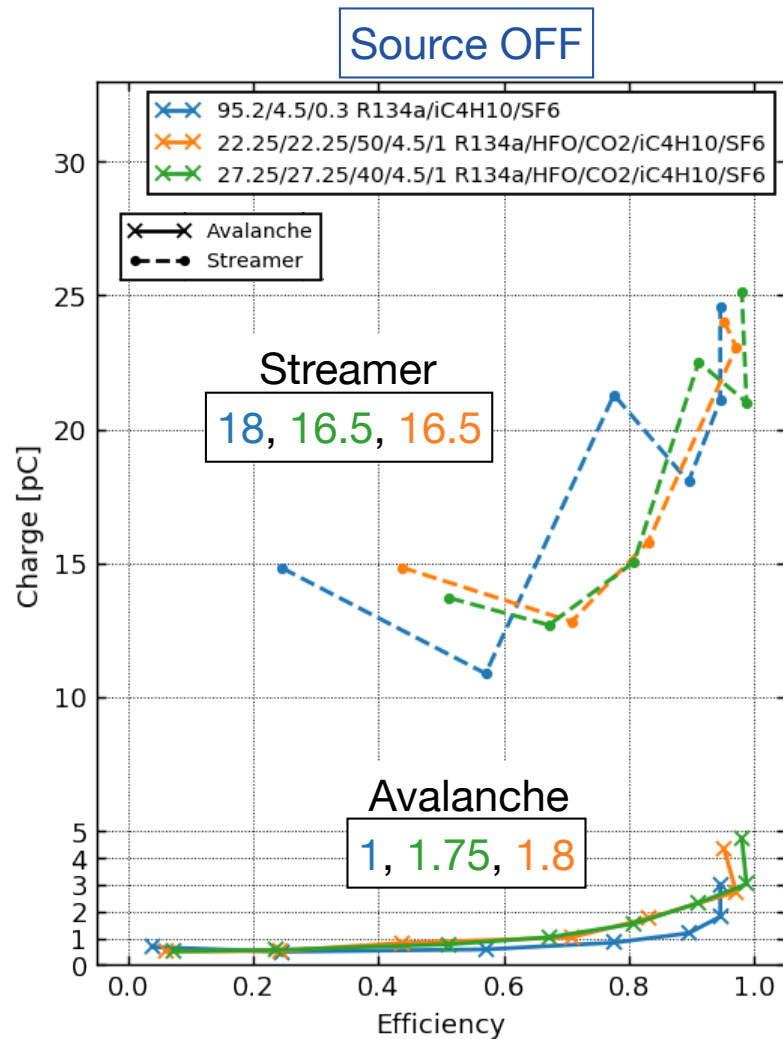 Source OFF
95.2/4.5/0.3 R134a/iC4H10/SF6
22.25/22.25/50/4.5/1 R134a/HFO/CO2/iC4H10/SF6
27.25/27.25/40/4.5/1 R134a/HFO/CO2/iC4H10/SF6
Avalanche
Streamer
Streamer
18, 16.5, 16.5
Avalanche
1, 1.75, 1.8
Charge [pC]
30
25
20
15
10
5
4
3
2
1
0
0.0 0.2 0.4 0.6 0.8 1.0
Efficiency